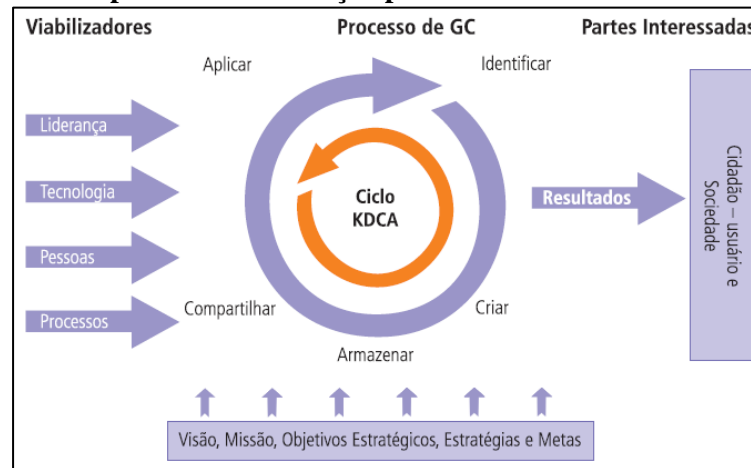 Viabilizadores
Processo de GC
Partes Interessadas
Aplicar
Identificar
Liderança
Tecnologia
Pessoas
Processos
Ciclo
KDCA
Resultados
Cidadão – usuário e
Sociedade
Compartilhar
Criar
Armazenar
Visão, Missão, Objetivos Estratégicos, Estratégias e Metas